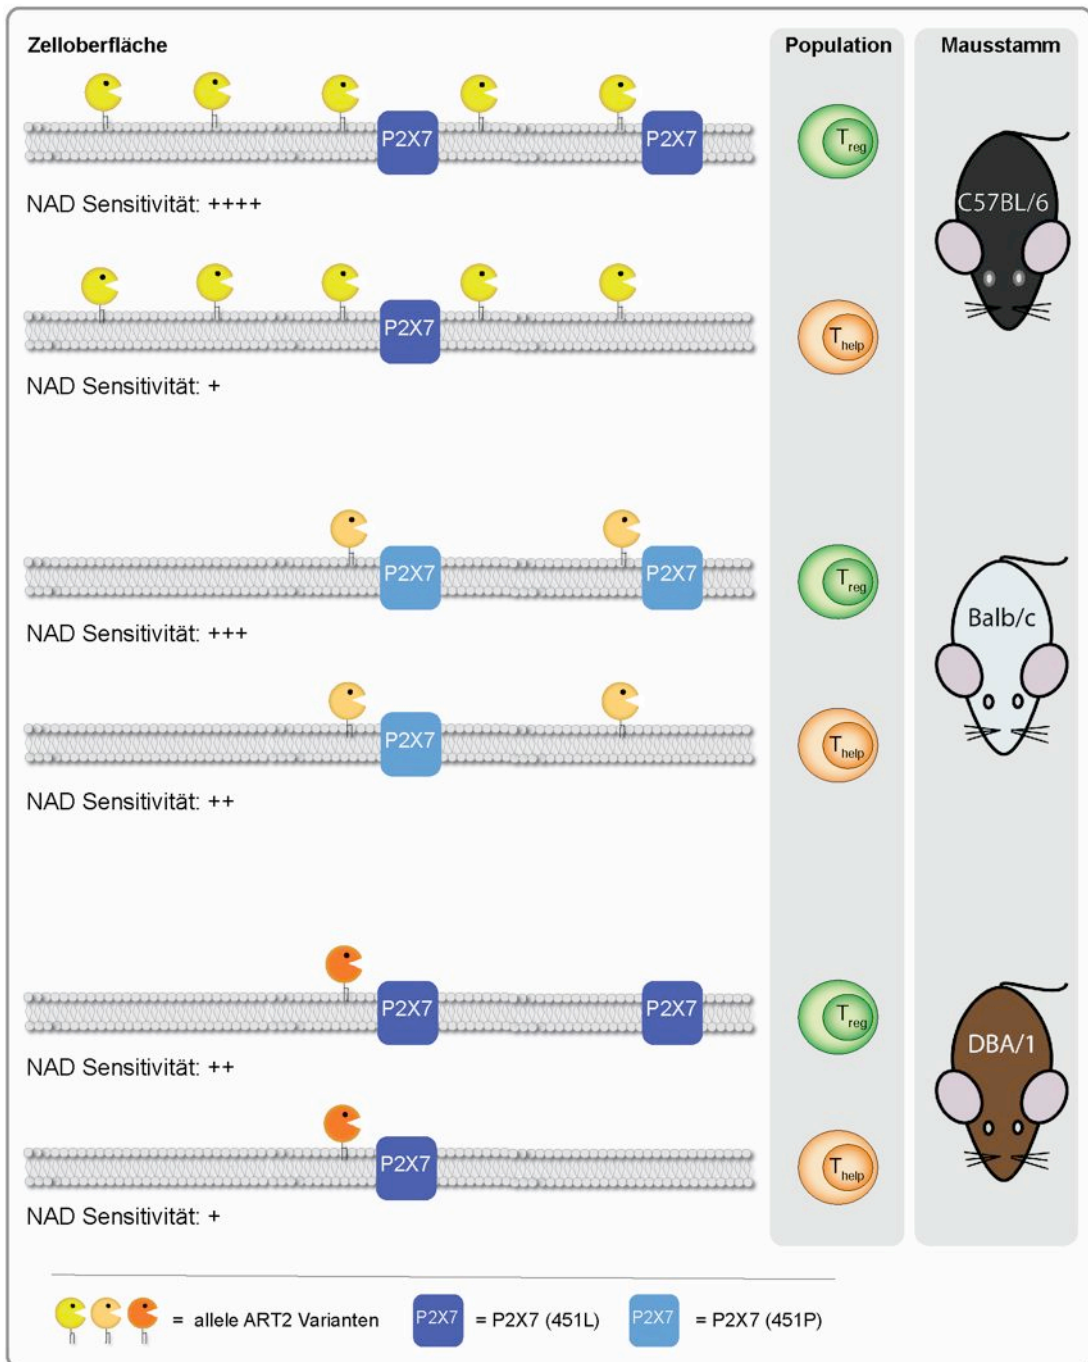 Zelloberfläche Population Mausstamm
P2X7 P2X7 Treg
NAD Sensitivität: ++++
C57BL/6
P2X7 Thelp
NAD Sensitivität: +
P2X7 P2X7 Treg
NAD Sensitivität: +++
Balb/c
P2X7 Thelp
NAD Sensitivität: ++
P2X7 P2X7 Treg
NAD Sensitivität: ++
DBA/1
P2X7 Thelp
NAD Sensitivität: +
= allele ART2 Varianten P2X7 = P2X7 (451L) P2X7 = P2X7 (451P)